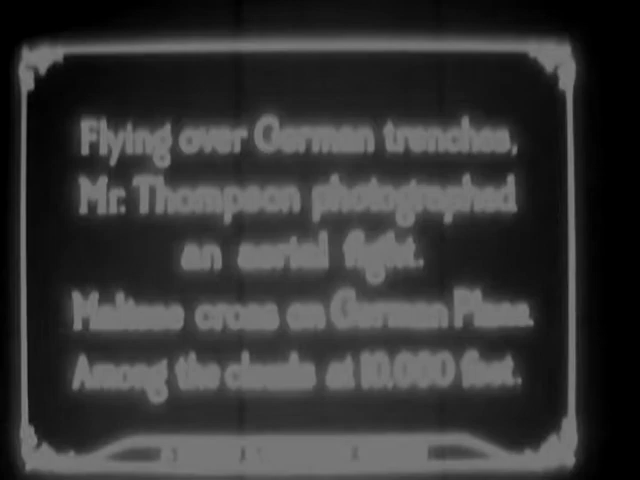 Flying over German trenches,
Mr. Thompson photographed
an aerial fight.
Maltese cross on German Plane.
Among the clouds at 10,000 feet.